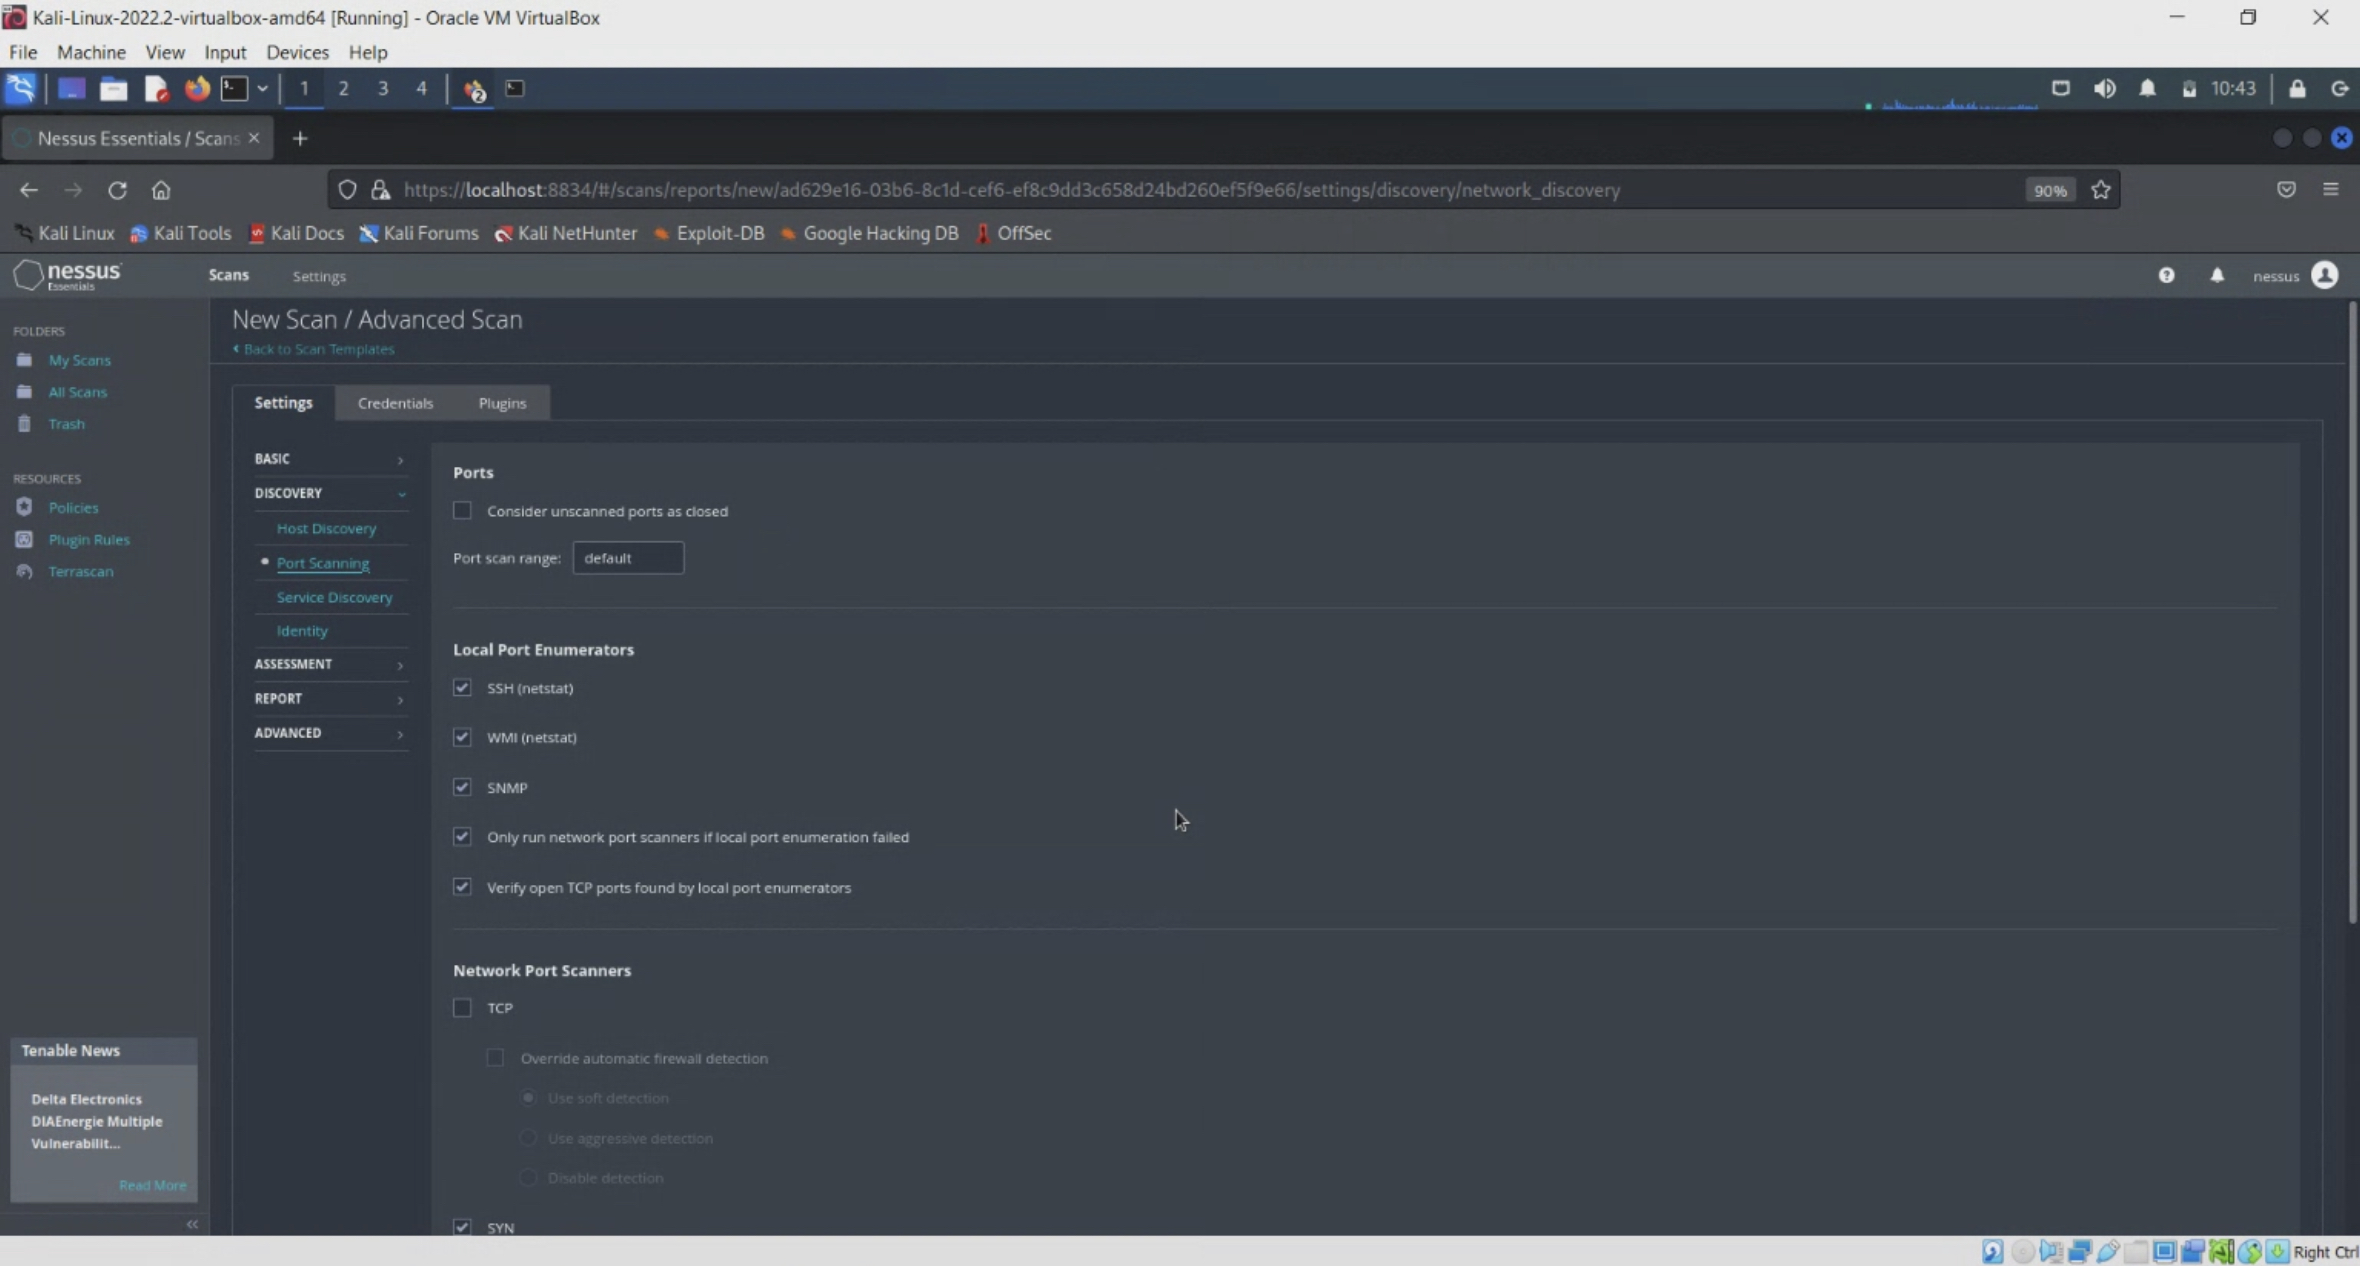 Kali-Linux-2022.2-virtualbox-amd64 [Running] - Oracle VM VirtualBox
File Machine View Input Devices Help
1 2 3 4 2 10:43
Nessus Essentials / Scans
https://localhost:8834/#/scans/reports/new/ad629e16-03b6-8c1d-cef6-ef8c9dd3c658d24bd260ef5f9e66/settings/discovery/network_discovery 90%
Kali Linux Kali Tools Kali Docs Kali Forums Kali NetHunter Exploit-DB Google Hacking DB OffSec
nessus Essentials Scans Settings nessus
FOLDERS
My Scans
All Scans
Trash
RESOURCES
Policies
Plugin Rules
Terrascan
Tenable News
Delta Electronics
DIAEnergie Multiple
Vulnerabilit...
Read More
New Scan / Advanced Scan
Back to Scan Templates
Settings Credentials Plugins
BASIC
DISCOVERY
Host Discovery
Port Scanning
Service Discovery
Identity
ASSESSMENT
REPORT
ADVANCED
Ports
Consider unscanned ports as closed
Port scan range: default
Local Port Enumerators
SSH (netstat)
WMI (netstat)
SNMP
Only run network port scanners if local port enumeration failed
Verify open TCP ports found by local port enumerators
Network Port Scanners
TCP
Override automatic firewall detection
Use soft detection
Use aggressive detection
Disable detection
SYN
Right Ctrl